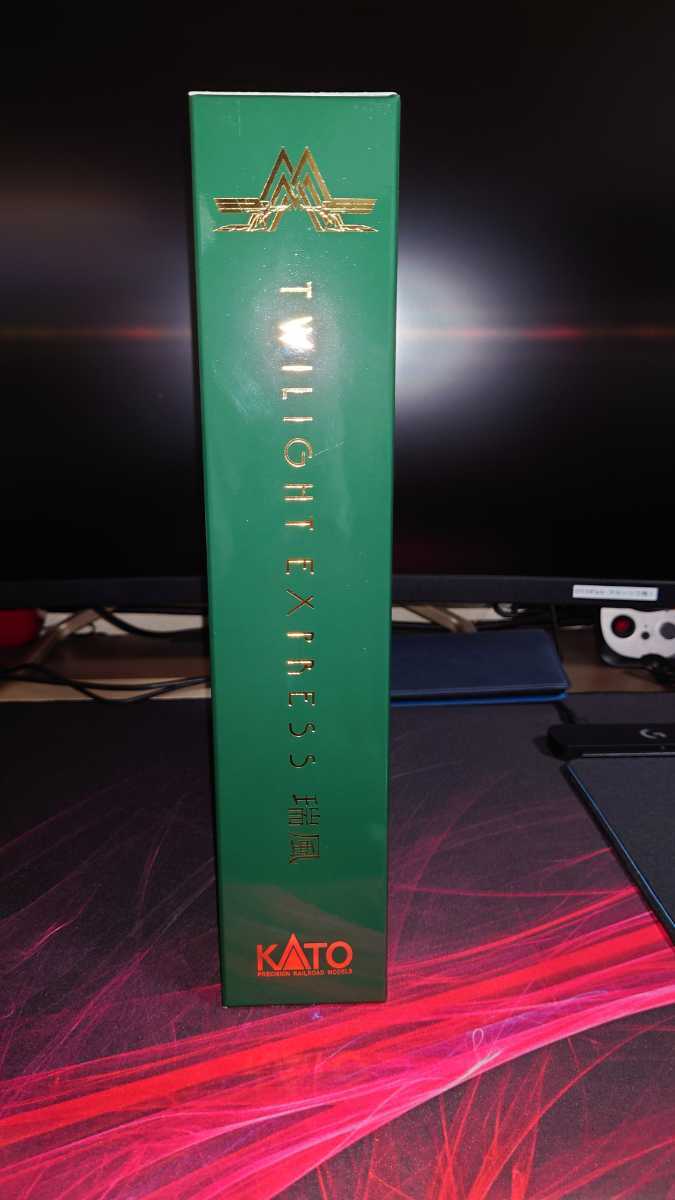 TWILIGHT EXPRESS 瑞風
KATO
PRECISION RAILROAD MODELS